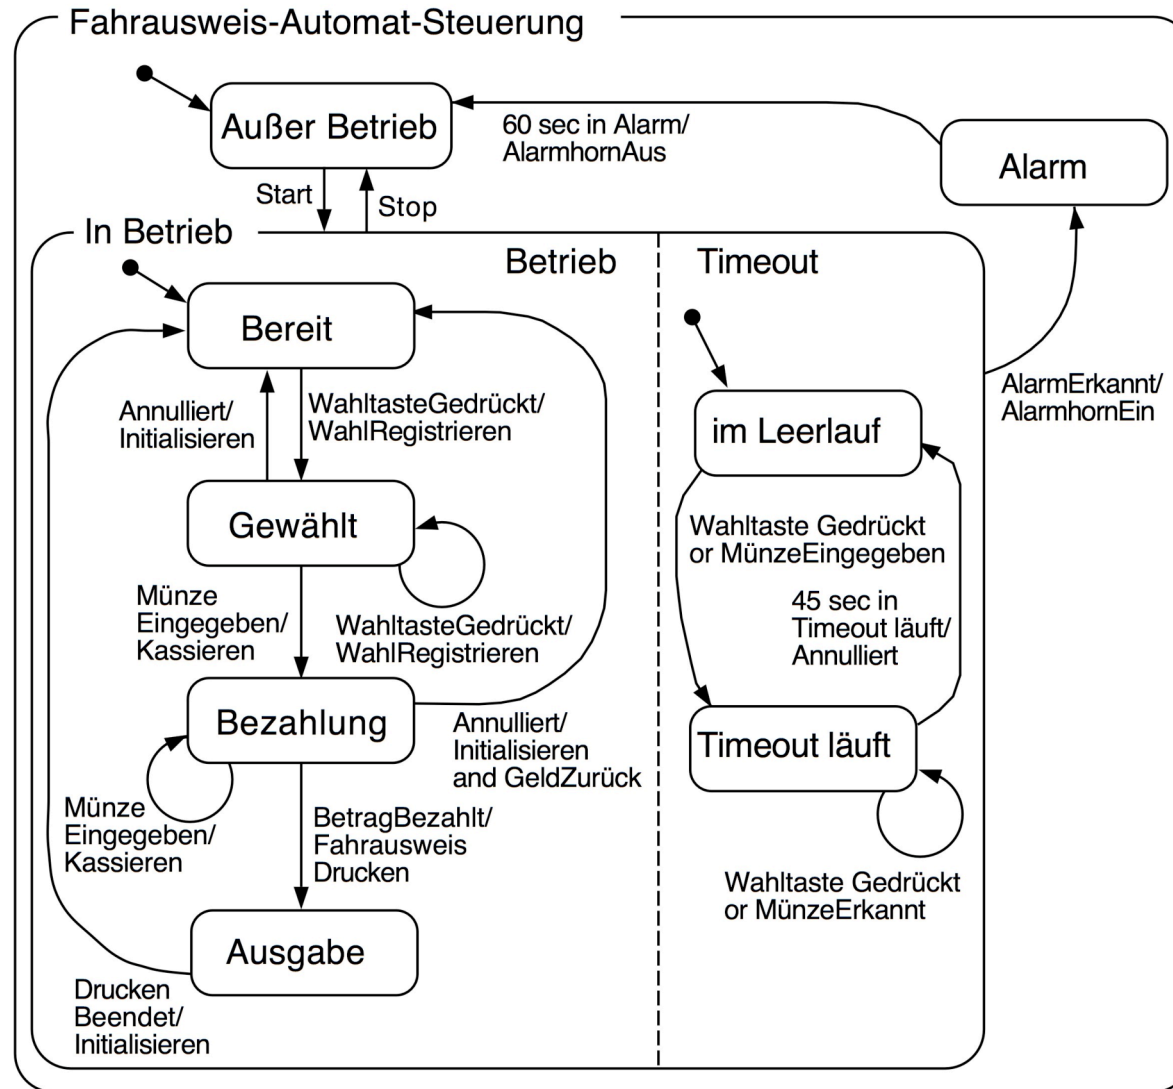 Fahrausweis-Automat-Steuerung
Außer Betrieb
60 sec in Alarm/
AlarmhornAus
Alarm
Start
Stop
In Betrieb
Betrieb
Timeout
Bereit
AlarmErkannt/
AlarmhornEin
Annulliert/
Initialisieren
WahltasteGedrückt/
WahlRegistrieren
im Leerlauf
Gewählt
Wahltaste Gedrückt
or MünzeEingegeben
Münze
Eingegeben/
Kassieren
WahltasteGedrückt/
WahlRegistrieren
45 sec in
Timeout läuft/
Annulliert
Bezahlung
Annulliert/
Initialisieren
and GeldZurück
Timeout läuft
Münze
Eingegeben/
Kassieren
BetragBezahlt/
Fahrausweis
Drucken
Wahltaste Gedrückt
or MünzeErkannt
Ausgabe
Drucken
Beendet/
Initialisieren